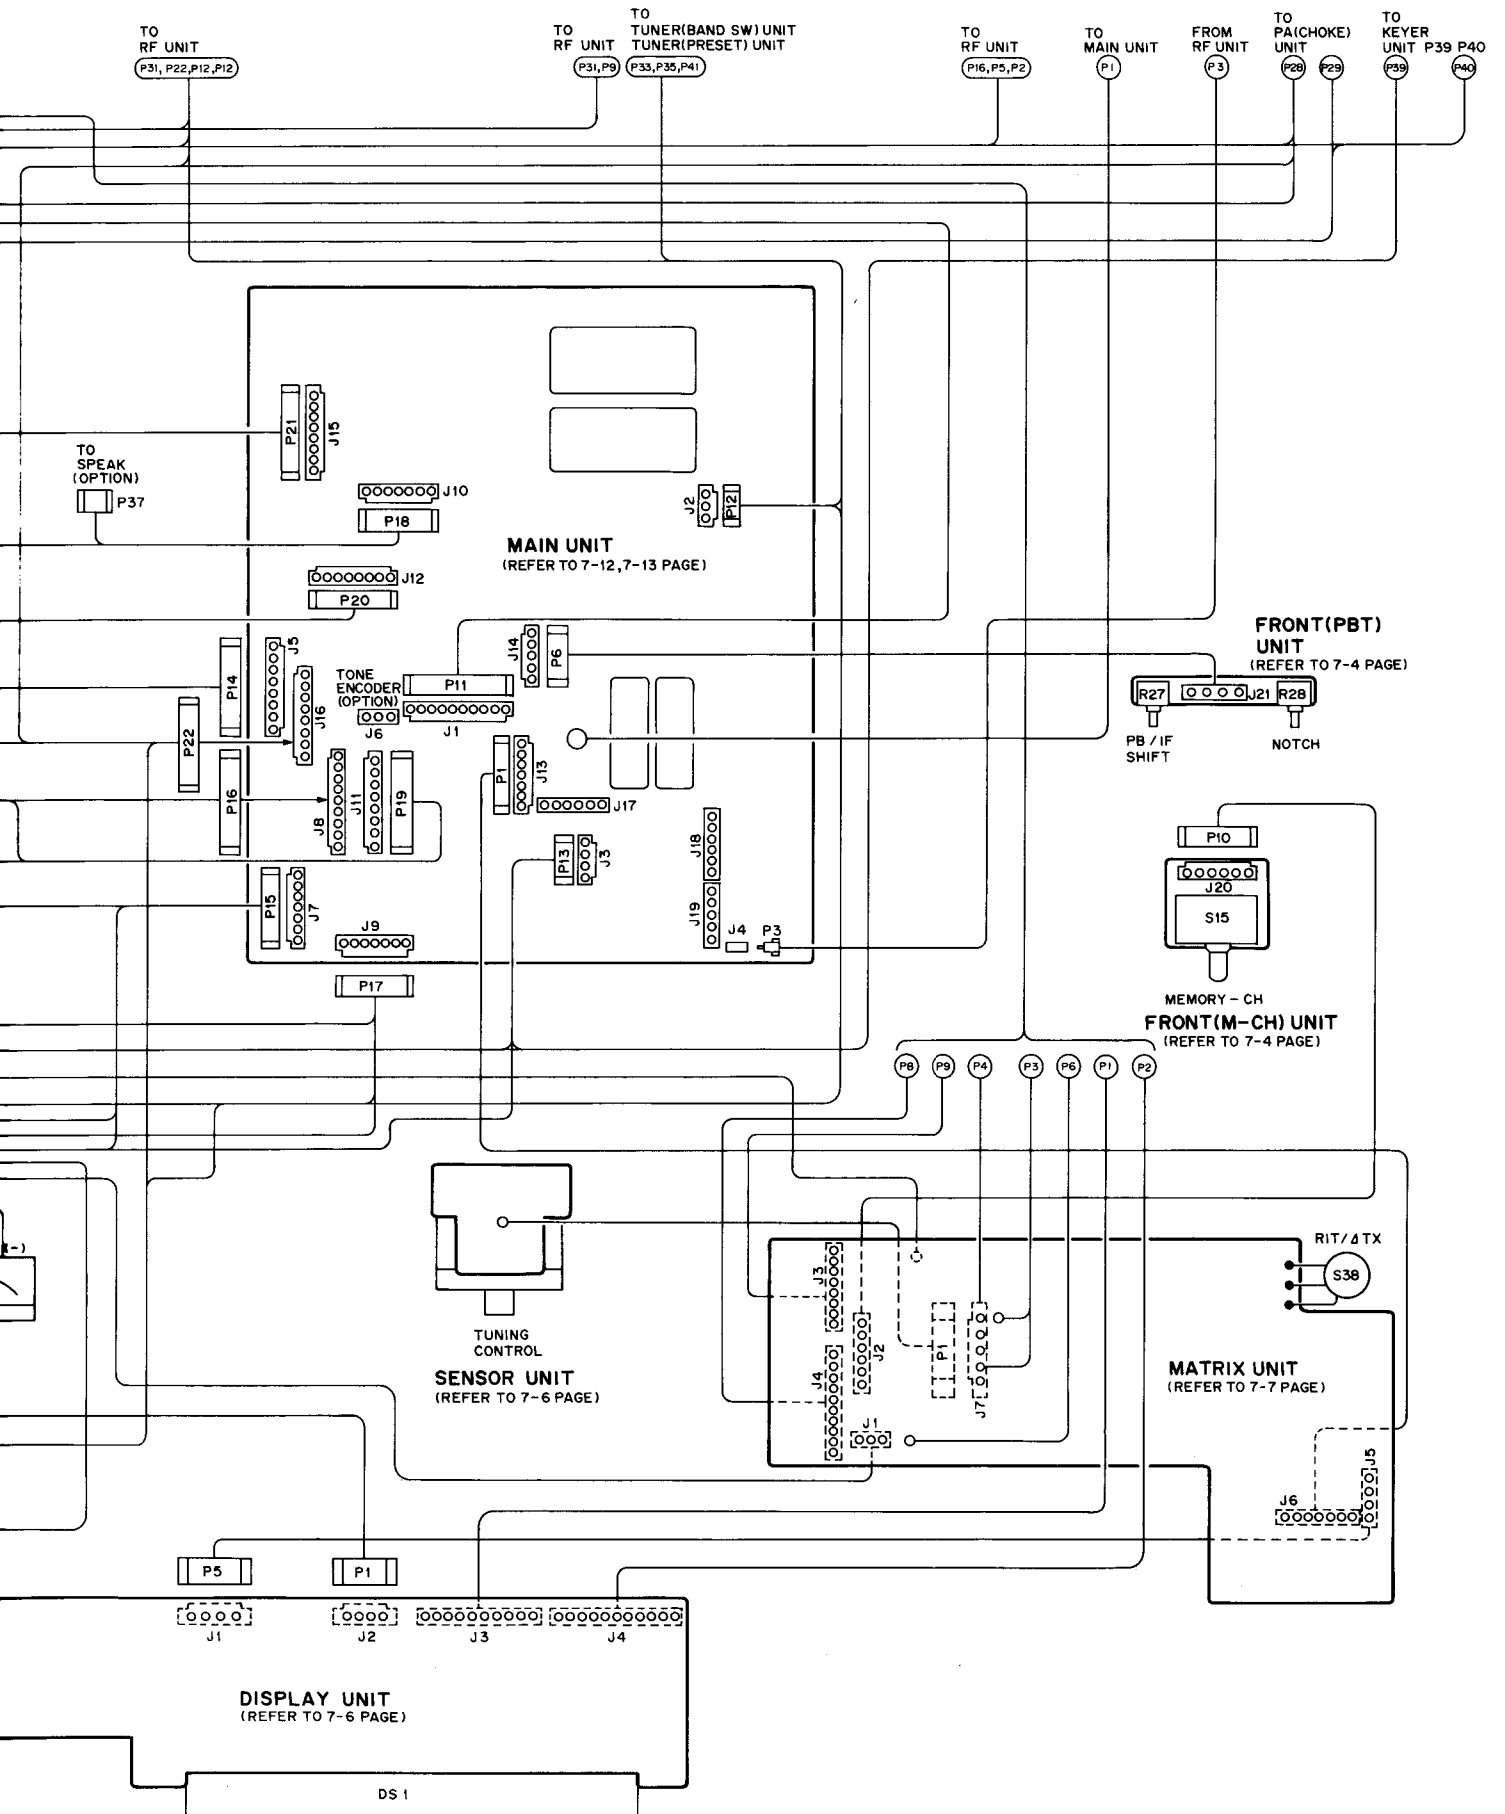 TO
RF UNIT
P31, P22, P12, P12
TO
RF UNIT
P31, P9
TO
TUNER(BAND SW) UNIT
TUNER(PRESET) UNIT
P33, P35, P41
TO
RF UNIT
P16, P5, P2
TO
MAIN UNIT
P1
FROM
RF UNIT
P3
TO
PA(CHOKE)
UNIT
P28
P29
TO
KEYER
UNIT P39 P40
P39
P40
P21
J15
TO
SPEAK
(OPTION)
P37
J10
P18
J2
P12
MAIN UNIT
(REFER TO 7-12,7-13 PAGE)
J12
P20
P14
J5
J16
TONE
ENCODER
(OPTION)
J6
P11
J1
J14
P6
FRONT(PBT)
UNIT
(REFER TO 7-4 PAGE)
R27
J21
R28
PB / IF
SHIFT
NOTCH
P22
P16
J8
J11
P19
P1
J13
J17
P13
J3
J18
J19
P10
J20
S15
MEMORY - CH
FRONT(M-CH) UNIT
(REFER TO 7-4 PAGE)
P15
J7
J9
J4
P3
P17
P8
P9
P4
P3
P6
P1
P2
(-)
TUNING
CONTROL
SENSOR UNIT
(REFER TO 7-6 PAGE)
RIT/ΔTX
S38
J3
J2
J4
P1
J7
J1
MATRIX UNIT
(REFER TO 7-7 PAGE)
J6
J5
P5
P1
J1
J2
J3
J4
DISPLAY UNIT
(REFER TO 7-6 PAGE)
DS 1